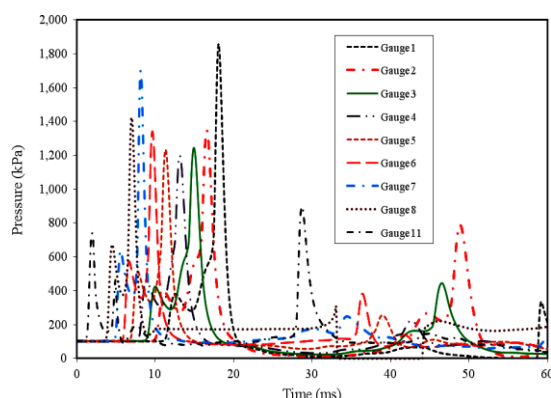 2,000
1,800
1,600
1,400
1,200
1,000
800
600
400
200
0
Pressure (kPa)
0 10 20 30 40 50 60
Time (ms)
Gauge1
Gauge2
Gauge3
Gauge4
Gauge5
Gauge6
Gauge7
Gauge8
Gauge11